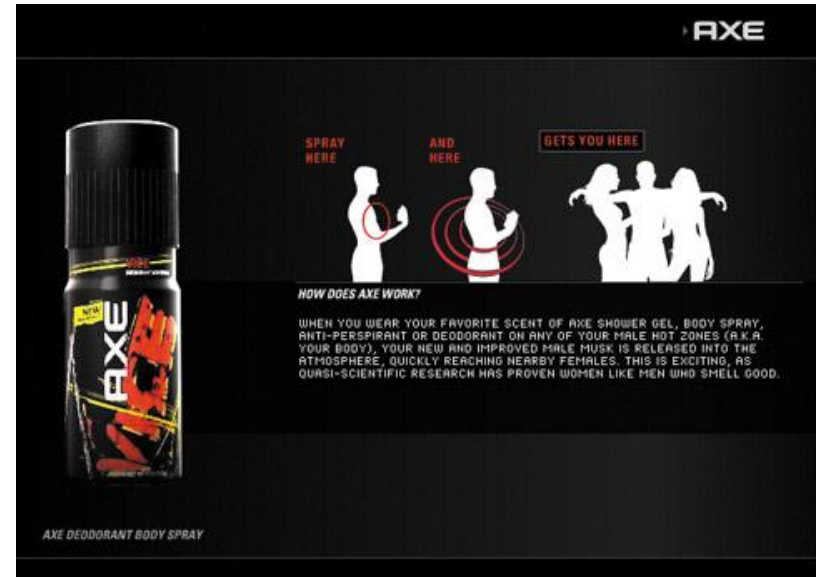 AXE
SPRAY
HERE
AND
HERE
GETS YOU HERE
HOW DOES AXE WORK?
WHEN YOU WEAR YOUR FAVORITE SCENT OF AXE SHOWER GEL, BODY SPRAY,
ANTI-PERSPIRANT OR DEODORANT ON ANY OF YOUR MALE HOT ZONES (A.K.A.
YOUR BODY), YOUR NEW AND IMPROVED MALE MUSK IS RELEASED INTO THE
ATMOSPHERE, QUICKLY REACHING NEARBY FEMALES. THIS IS EXCITING, AS
QUASI-SCIENTIFIC RESEARCH HAS PROVEN WOMEN LIKE MEN WHO SMELL GOOD.
NEW
AXE
VICE
AXE DEODORANT BODY SPRAY